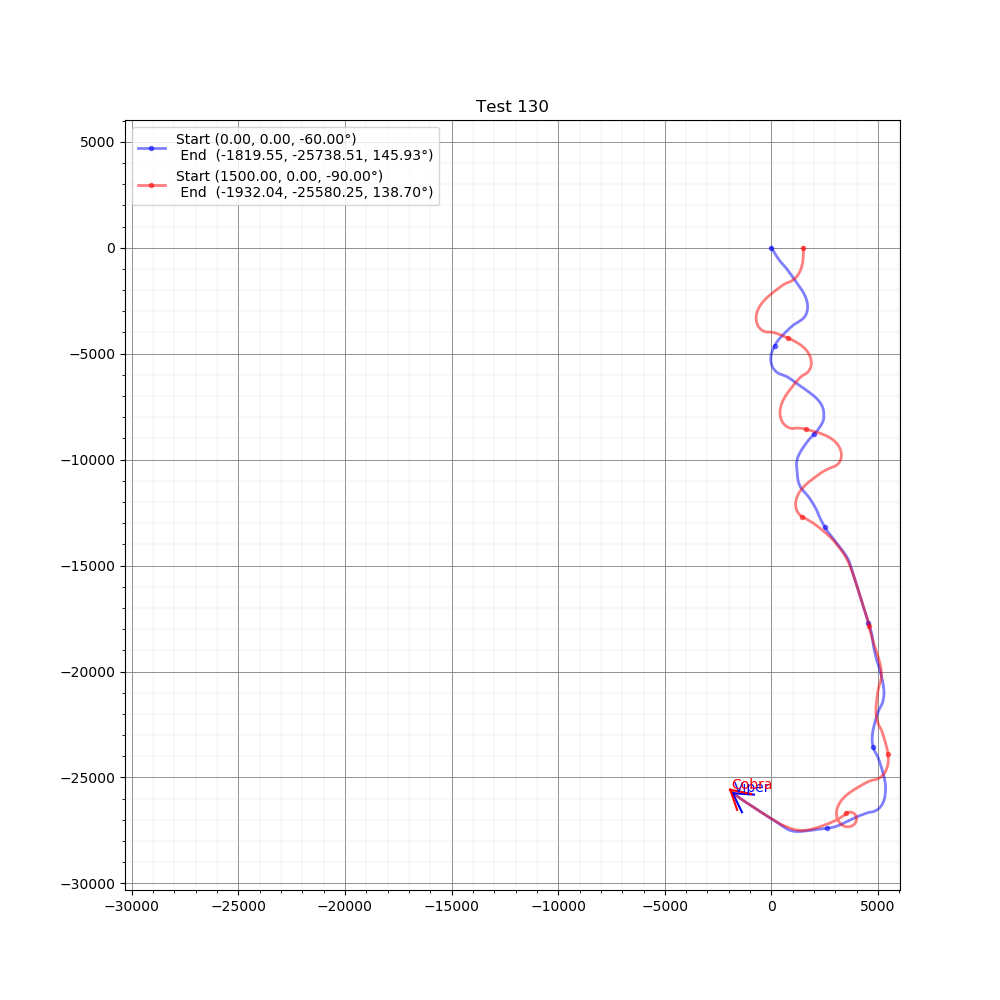 Test 130
Start (0.00, 0.00, -60.00°)
End (-1819.55, -25738.51, 145.93°)
Start (1500.00, 0.00, -90.00°)
End (-1932.04, -25580.25, 138.70°)
5000
0
−5000
−10000
−15000
−20000
−25000
−30000
Cobra
Viper
−30000 −25000 −20000 −15000 −10000 −5000 0 5000